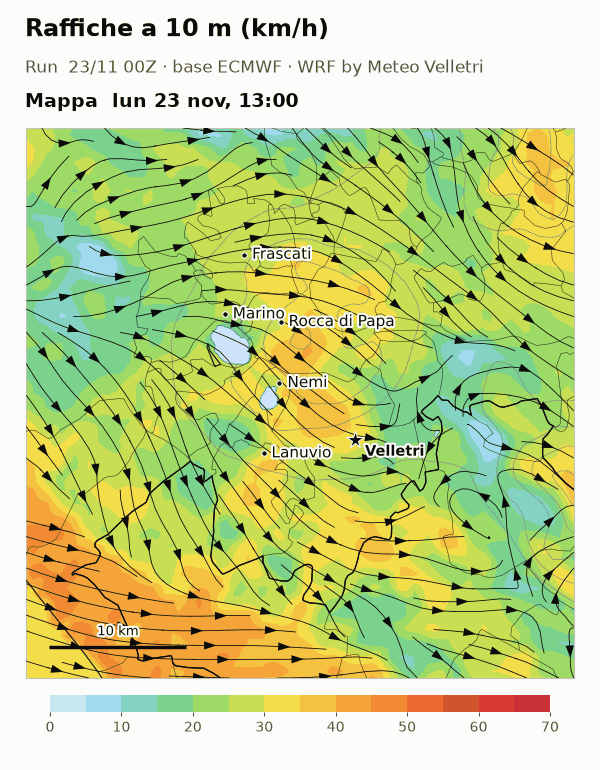 Raffiche a 10 m (km/h)
Run  23/11 00Z · base ECMWF · WRF by Meteo Velletri
Mappa  lun 23 nov, 13:00
Frascati
Marino
Rocca di Papa
Nemi
Velletri
Lanuvio
10 km
0 10 20 30 40 50 60 70